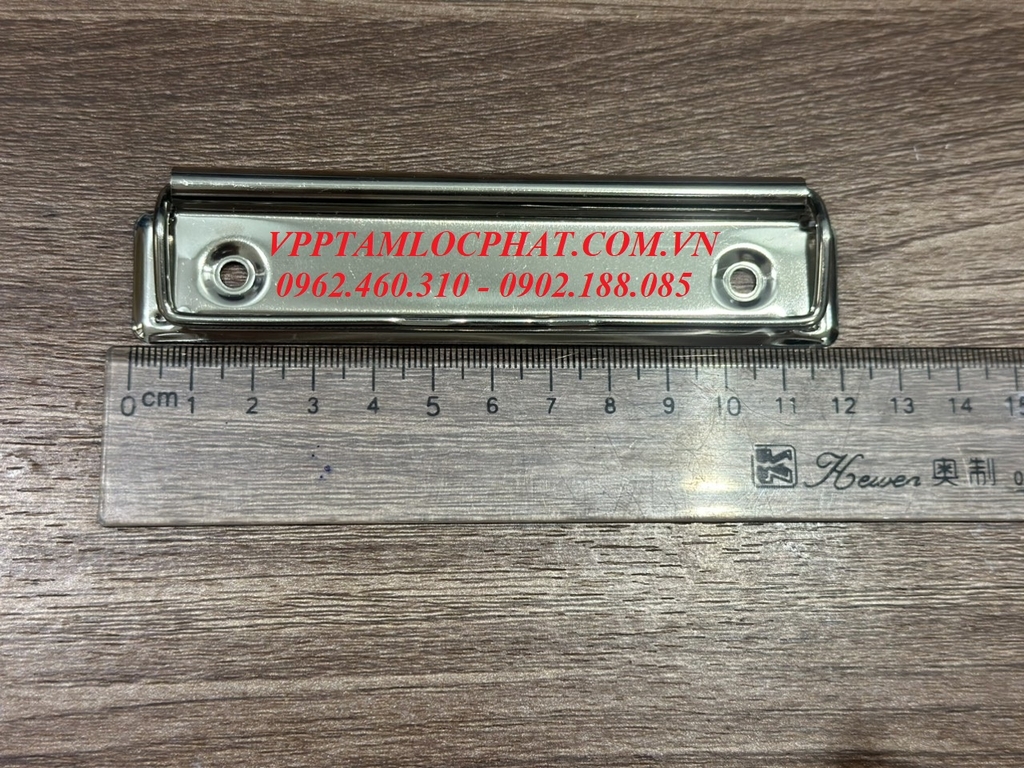 VPPTAMLOCPHAT.COM.VN
0962.460.310 - 0902.188.085
0 cm 1 2 3 4 5 6 7 8 9 10 11 12 13 14 15
Hewen 奥制